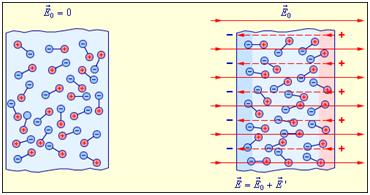 E⃗₀ = 0
E⃗₀
− +
− +
− +
− +
− +
E⃗ = E⃗₀ + E⃗ '